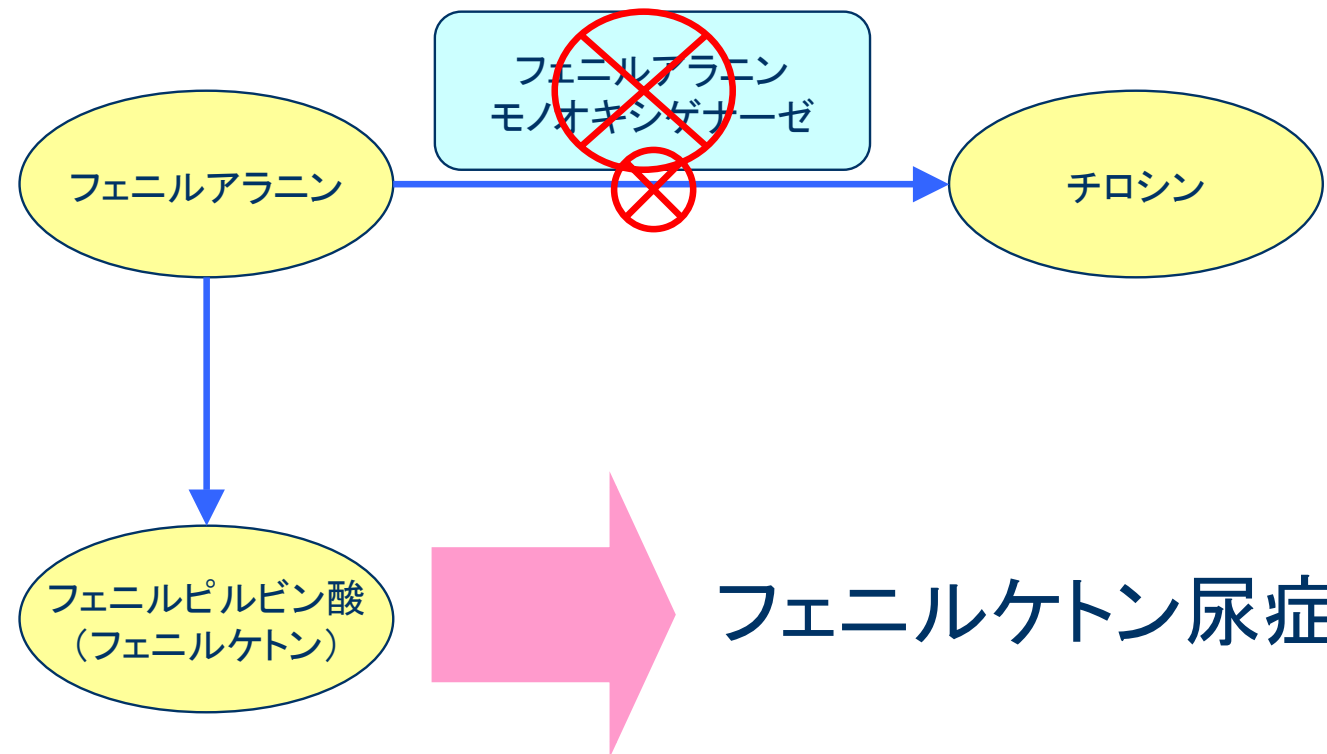 フェニルアラニン
モノオキシゲナーゼ
フェニルアラニン
チロシン
フェニルピルビン酸
（フェニルケトン）
フェニルケトン尿症